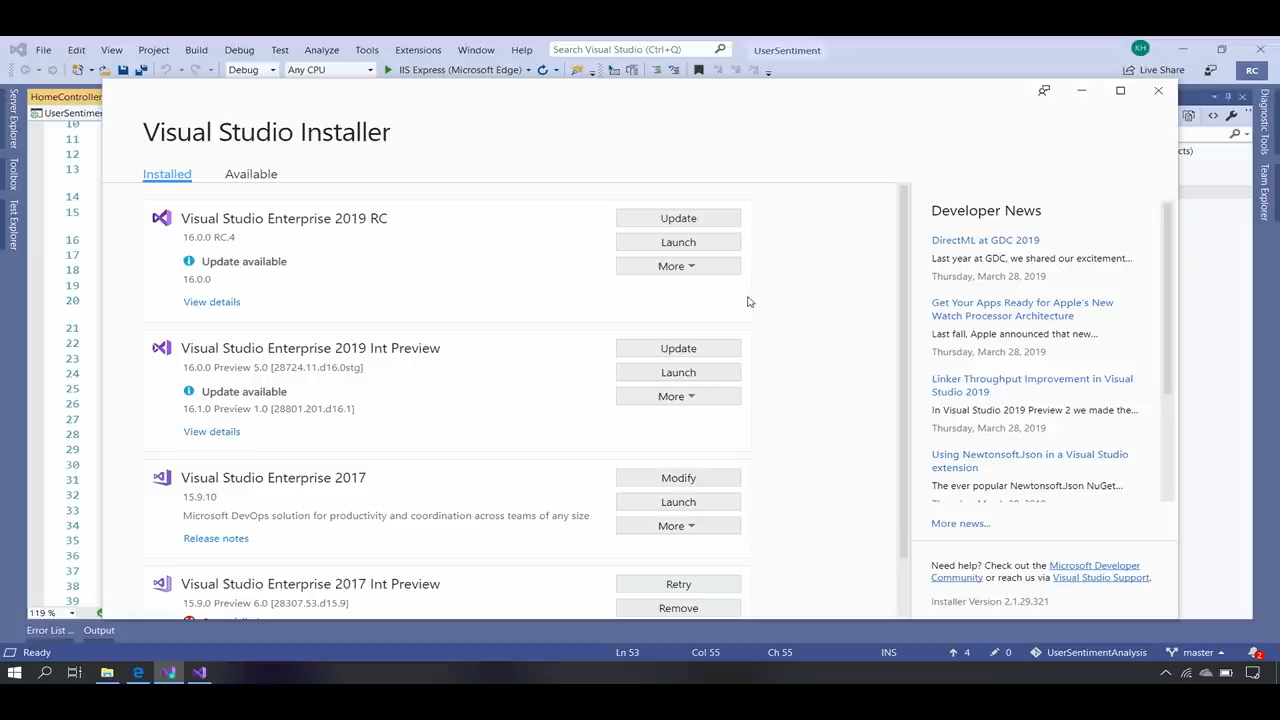 File Edit View Project Build Debug Test Analyze Tools Extensions Window Help Search Visual Studio (Ctrl+Q) UserSentiment KH
Debug Any CPU IIS Express (Microsoft Edge) Live Share RC
Server Explorer
Toolbox
Test Explorer
HomeController
UserSentimen
10
11
12
13
14
15
16
17
18
19
20
21
22
23
24
25
26
27
28
29
30
31
32
33
34
35
36
37
38
39
Visual Studio Installer
Installed Available
Visual Studio Enterprise 2019 RC
16.0.0 RC.4
Update available
16.0.0
View details
Update
Launch
More
Visual Studio Enterprise 2019 Int Preview
16.0.0 Preview 5.0 [28724.11.d16.0stg]
Update available
16.1.0 Preview 1.0 [28801.201.d16.1]
View details
Update
Launch
More
Visual Studio Enterprise 2017
15.9.10
Microsoft DevOps solution for productivity and coordination across teams of any size
Release notes
Modify
Launch
More
Visual Studio Enterprise 2017 Int Preview
15.9.0 Preview 6.0 [28307.53.d15.9]
Retry
Remove
Developer News
DirectML at GDC 2019
Last year at GDC, we shared our excitement...
Thursday, March 28, 2019
Get Your Apps Ready for Apple's New
Watch Processor Architecture
Last fall, Apple announced that new...
Thursday, March 28, 2019
Linker Throughput Improvement in Visual
Studio 2019
In Visual Studio 2019 Preview 2 we made the...
Thursday, March 28, 2019
Using Newtonsoft.Json in a Visual Studio
extension
The ever popular Newtonsoft.Json NuGet...
More news...
Need help? Check out the Microsoft Developer
Community or reach us via Visual Studio Support.
Installer Version 2.1.29.321
cts)
Diagnostic Tools
Team Explorer
119 %
Error List ... Output
Ready Ln 53 Col 55 Ch 55 INS 4 0 UserSentimentAnalysis master 2